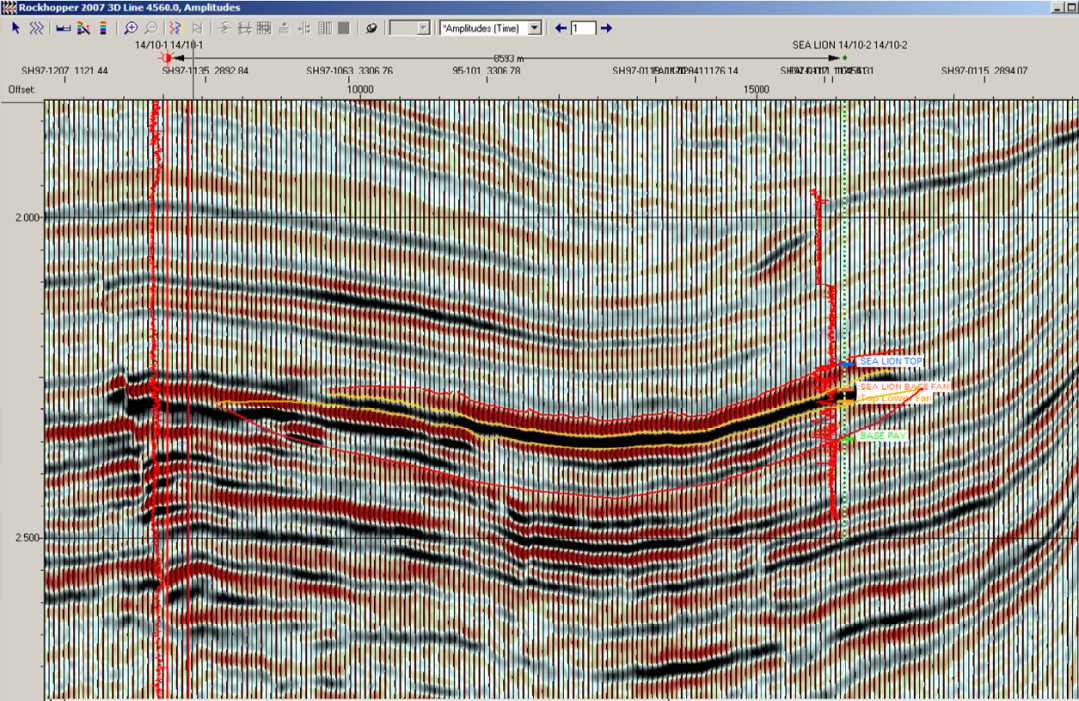 Rockhopper 2007 3D Line 4560.0, Amplitudes
*Amplitudes (Time)
1
14/10-1 14/10-1
8593 m
SEA LION 14/10-2 14/10-2
SH97-1207 1121.44
SH97-1135 2892.84
SH97-1063 3306.76
95-101 3306.78
SH97-0115 2894.07
Offset:
10000
15000
2.000
SEA LION TOP
SEA LION BASE FAN
Top Lower Fan
BASE PAY
2.500